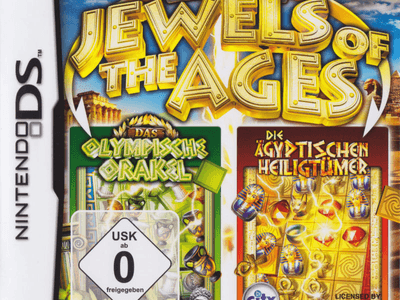 NINTENDO DS
JEWELS OF
THE AGES
DAS
OLYMPISCHE
ORAKEL
DIE
ÄGYPTISCHEN
HEILIGTÜMER
USK
ab
0
freigegeben
LICENSED BY